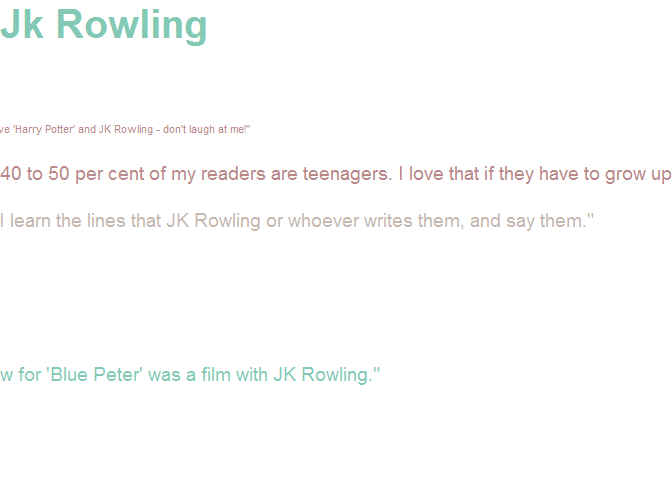 Jk Rowling
ve 'Harry Potter' and JK Rowling - don't laugh at me!"
40 to 50 per cent of my readers are teenagers. I love that if they have to grow up
I learn the lines that JK Rowling or whoever writes them, and say them."
w for 'Blue Peter' was a film with JK Rowling."